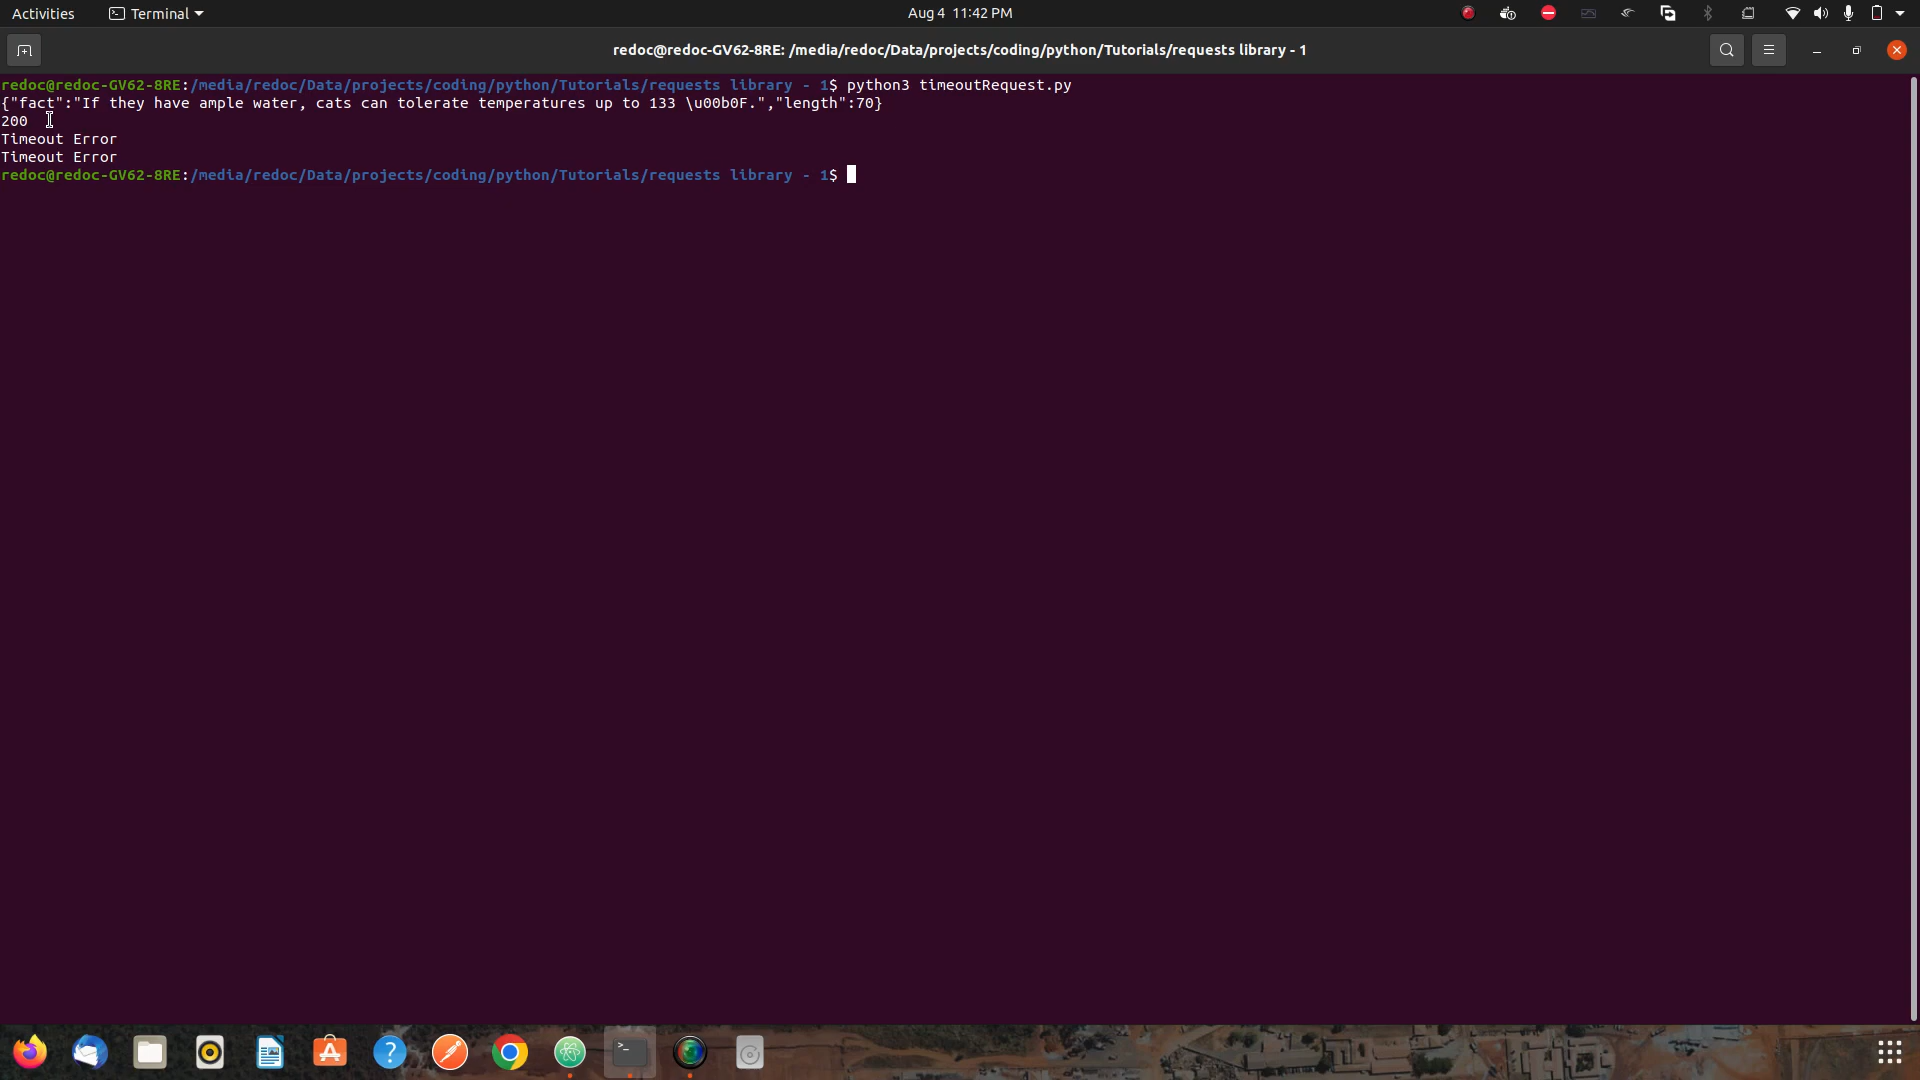 Activities Terminal Aug 4 11:42 PM
redoc@redoc-GV62-8RE: /media/redoc/Data/projects/coding/python/Tutorials/requests library - 1
redoc@redoc-GV62-8RE:/media/redoc/Data/projects/coding/python/Tutorials/requests library - 1$ python3 timeoutRequest.py
{"fact":"If they have ample water, cats can tolerate temperatures up to 133 \u00b0F.","length":70}
200
Timeout Error
Timeout Error
redoc@redoc-GV62-8RE:/media/redoc/Data/projects/coding/python/Tutorials/requests library - 1$